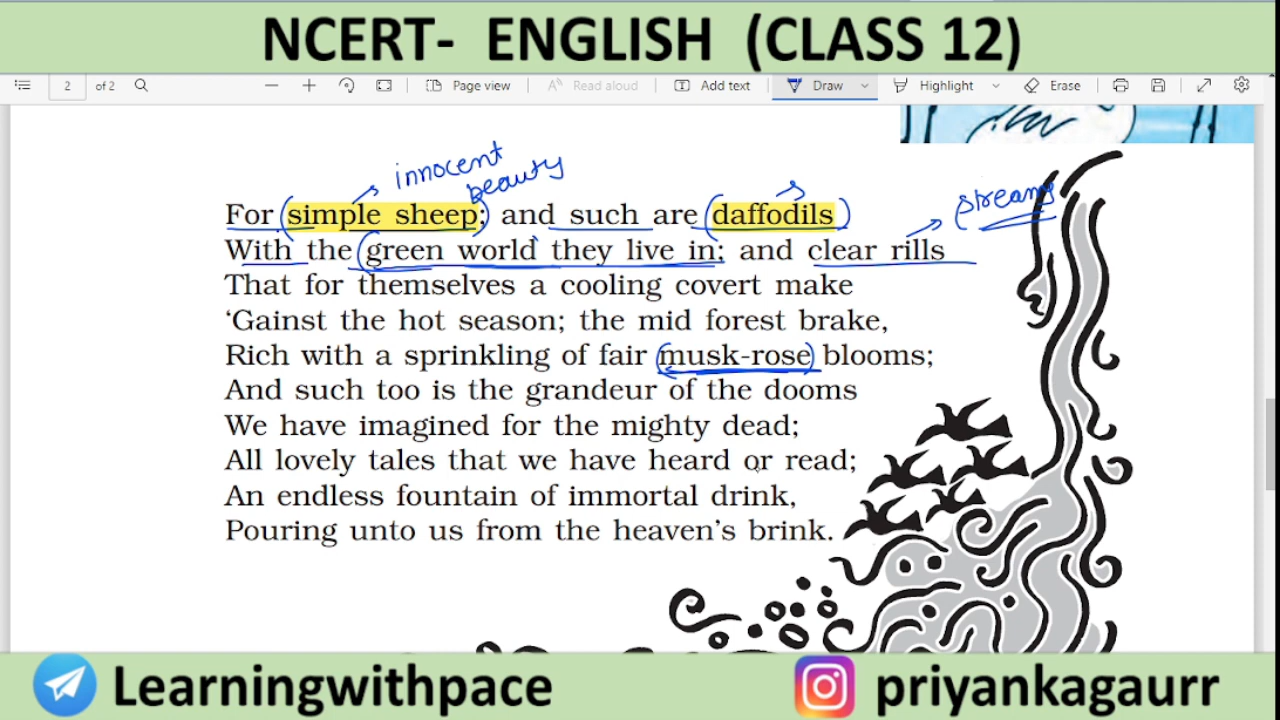 NCERT- ENGLISH (CLASS 12)
2 of 2 Page view Read aloud Add text Draw Highlight Erase
innocent
beauty
streams
For simple sheep; and such are daffodils
With the green world they live in; and clear rills
That for themselves a cooling covert make
‘Gainst the hot season; the mid forest brake,
Rich with a sprinkling of fair musk-rose blooms;
And such too is the grandeur of the dooms
We have imagined for the mighty dead;
All lovely tales that we have heard or read;
An endless fountain of immortal drink,
Pouring unto us from the heaven’s brink.
Learningwithpace priyankagaurr